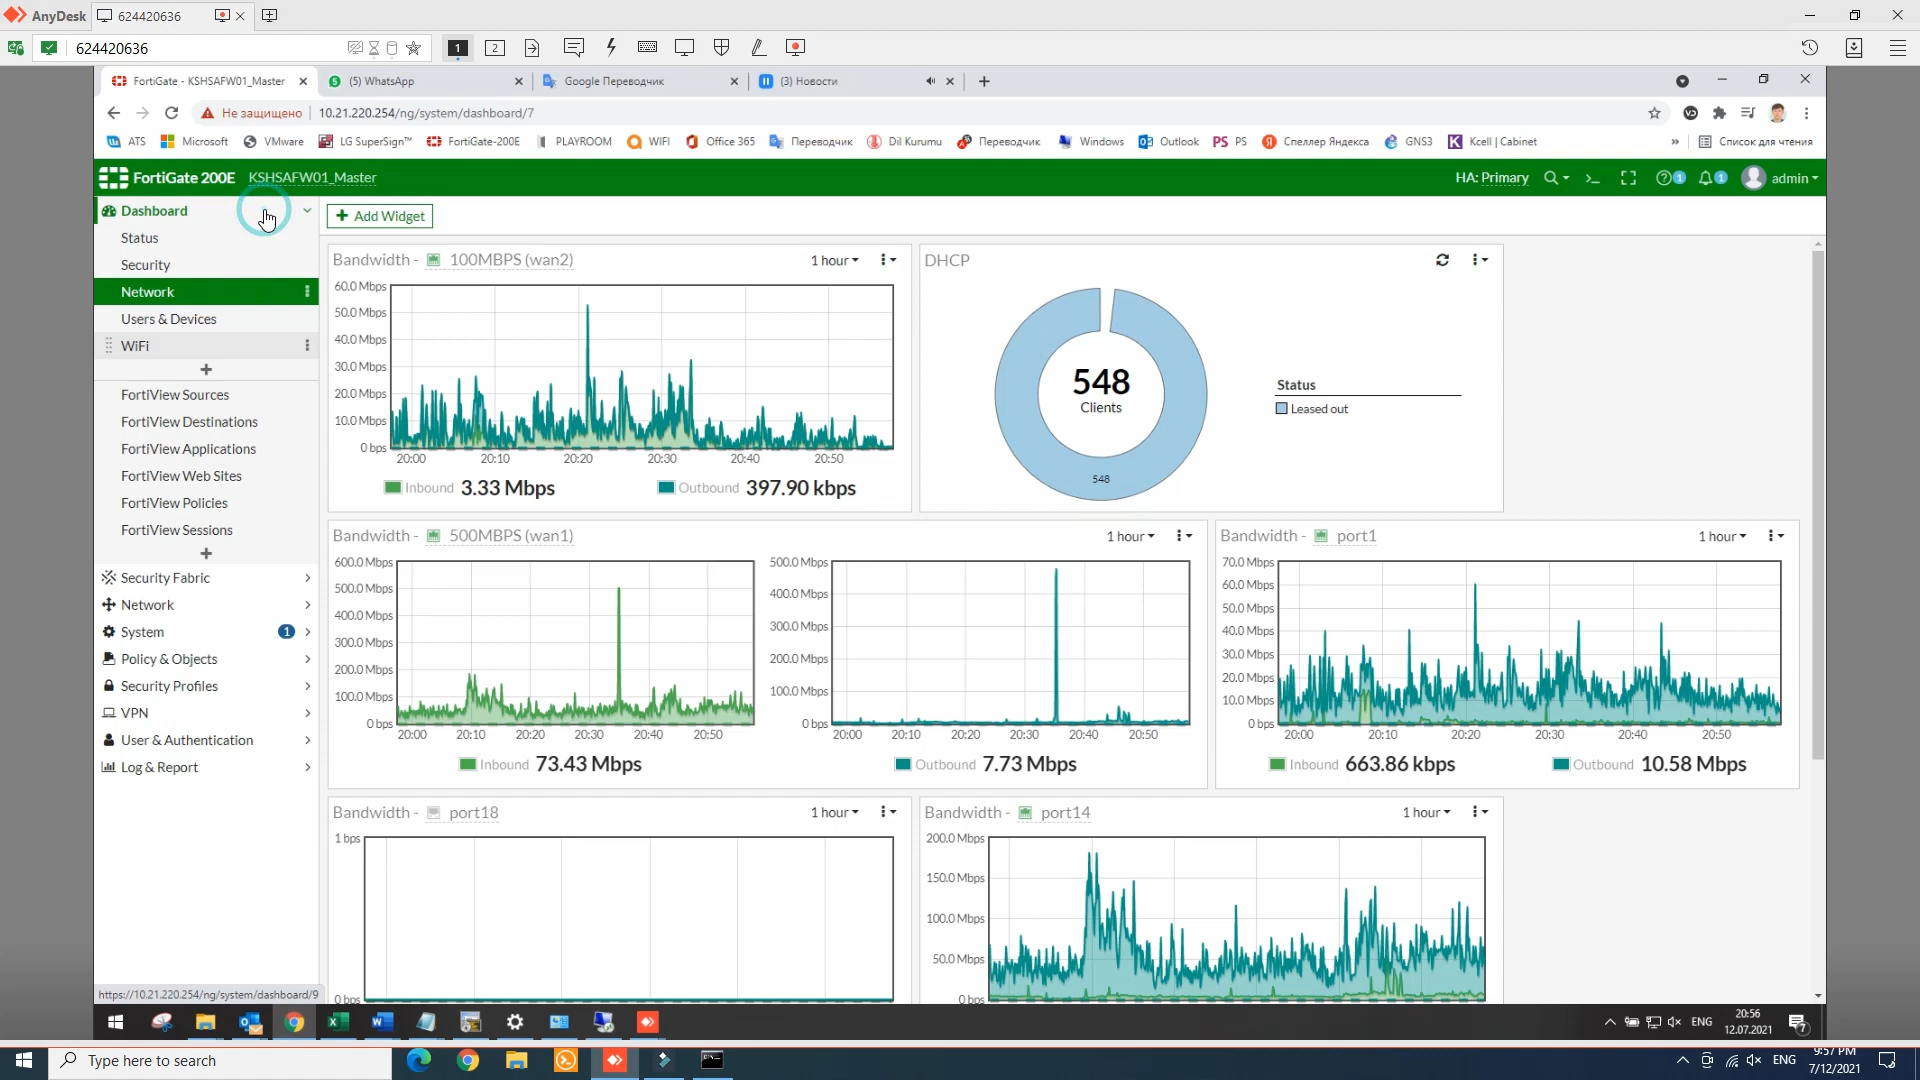 AnyDesk
624420636
624420636
1
2
FortiGate - KSHSAFW01_Master
(5) WhatsApp
Google Переводчик
(3) Новости
Не защищено
10.21.220.254/ng/system/dashboard/7
ATS
Microsoft
VMware
LG SuperSign™
FortiGate-200E
PLAYROOM
WIFI
Office 365
Переводчик
Dil Kurumu
Переводчик
Windows
Outlook
PS
PS
Спеллер Яндекса
GNS3
Kcell | Cabinet
»
Список для чтения
FortiGate 200E
KSHSAFW01_Master
HA: Primary
>_
1
1
admin
Dashboard
Status
Security
Network
Users & Devices
WiFi
+
FortiView Sources
FortiView Destinations
FortiView Applications
FortiView Web Sites
FortiView Policies
FortiView Sessions
+
Security Fabric
Network
System
1
Policy & Objects
Security Profiles
VPN
User & Authentication
Log & Report
https://10.21.220.254/ng/system/dashboard/9
+ Add Widget
Bandwidth - 100MBPS (wan2)
1 hour
60.0 Mbps
50.0 Mbps
40.0 Mbps
30.0 Mbps
20.0 Mbps
10.0 Mbps
0 bps
20:00 20:10 20:20 20:30 20:40 20:50
Inbound 3.33 Mbps
Outbound 397.90 kbps
DHCP
548
Clients
548
Status
Leased out
Bandwidth - 500MBPS (wan1)
1 hour
600.0 Mbps
500.0 Mbps
400.0 Mbps
300.0 Mbps
200.0 Mbps
100.0 Mbps
0 bps
20:00 20:10 20:20 20:30 20:40 20:50
Inbound 73.43 Mbps
500.0 Mbps
400.0 Mbps
300.0 Mbps
200.0 Mbps
100.0 Mbps
0 bps
20:00 20:10 20:20 20:30 20:40 20:50
Outbound 7.73 Mbps
Bandwidth - port1
1 hour
70.0 Mbps
60.0 Mbps
50.0 Mbps
40.0 Mbps
30.0 Mbps
20.0 Mbps
10.0 Mbps
0 bps
20:00 20:10 20:20 20:30 20:40 20:50
Inbound 663.86 kbps
Outbound 10.58 Mbps
Bandwidth - port18
1 hour
1 bps
0 bps
Bandwidth - port14
1 hour
200.0 Mbps
150.0 Mbps
100.0 Mbps
50.0 Mbps
0 bps
ENG
20:56
12.07.2021
7
Type here to search
ENG
9:57 PM
7/12/2021